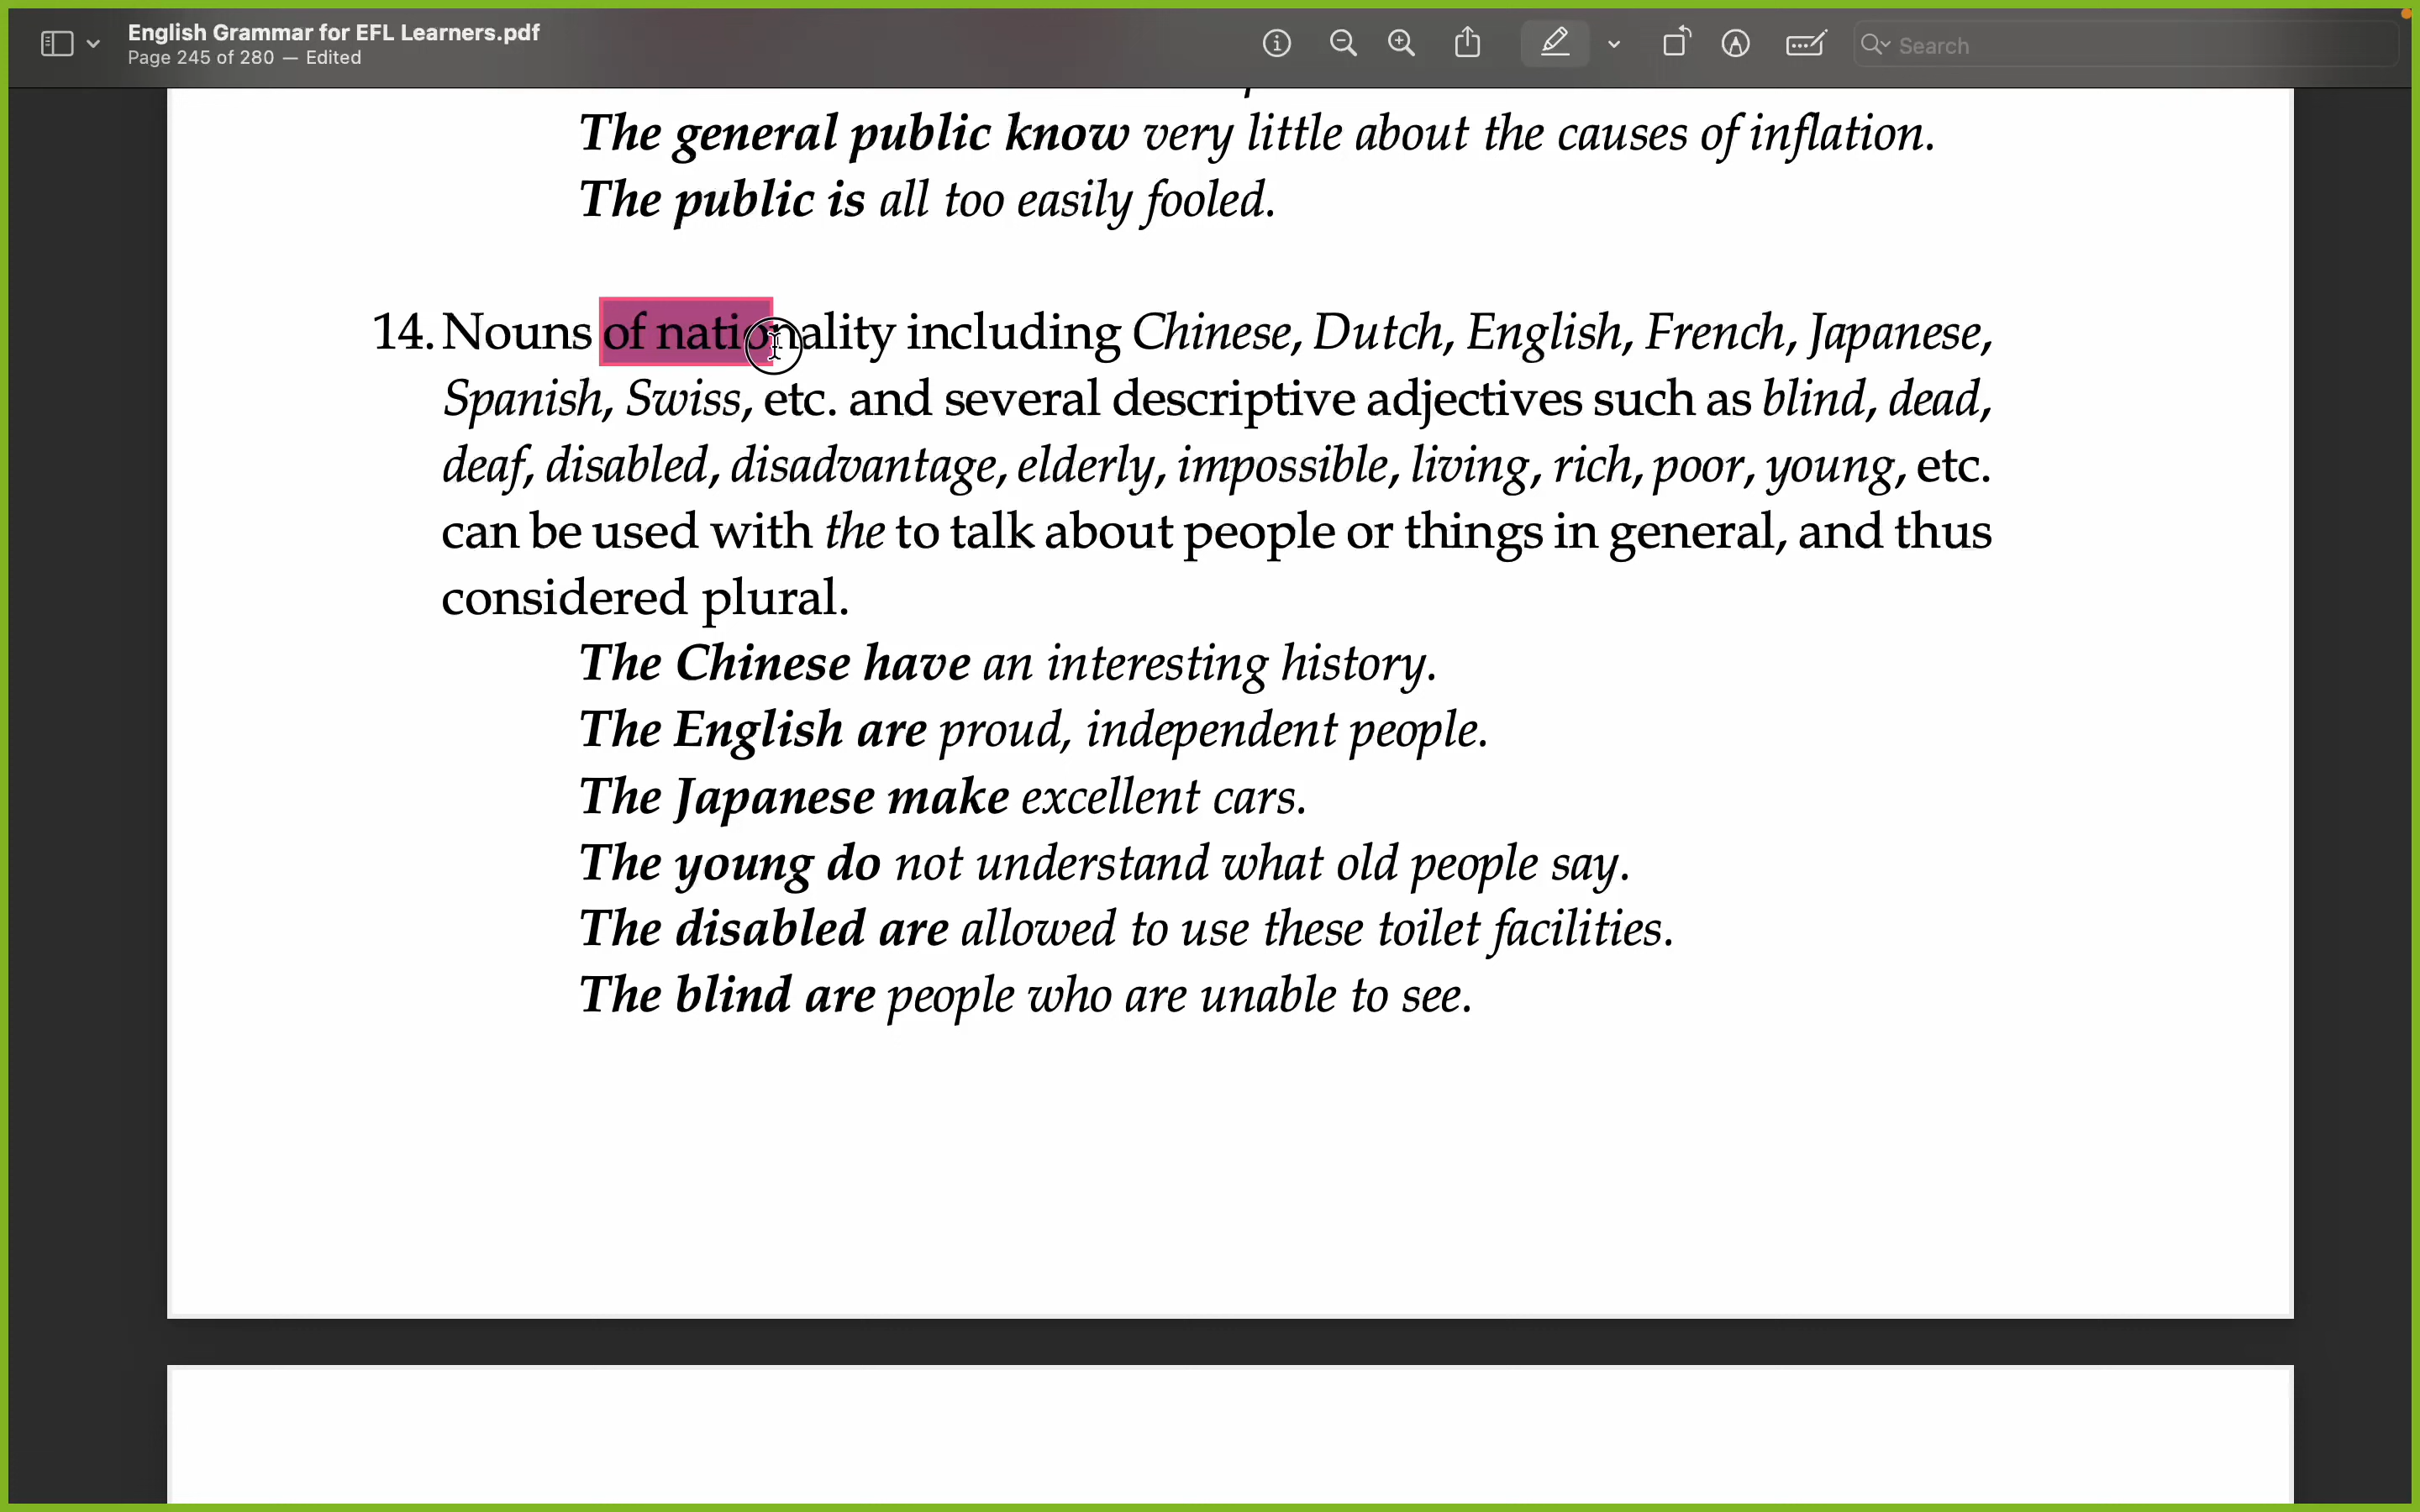 English Grammar for EFL Learners.pdf
Page 245 of 280 — Edited
Search
The general public know very little about the causes of inflation.
The public is all too easily fooled.
14. Nouns of nationality including Chinese, Dutch, English, French, Japanese,
Spanish, Swiss, etc. and several descriptive adjectives such as blind, dead,
deaf, disabled, disadvantage, elderly, impossible, living, rich, poor, young, etc.
can be used with the to talk about people or things in general, and thus
considered plural.
The Chinese have an interesting history.
The English are proud, independent people.
The Japanese make excellent cars.
The young do not understand what old people say.
The disabled are allowed to use these toilet facilities.
The blind are people who are unable to see.